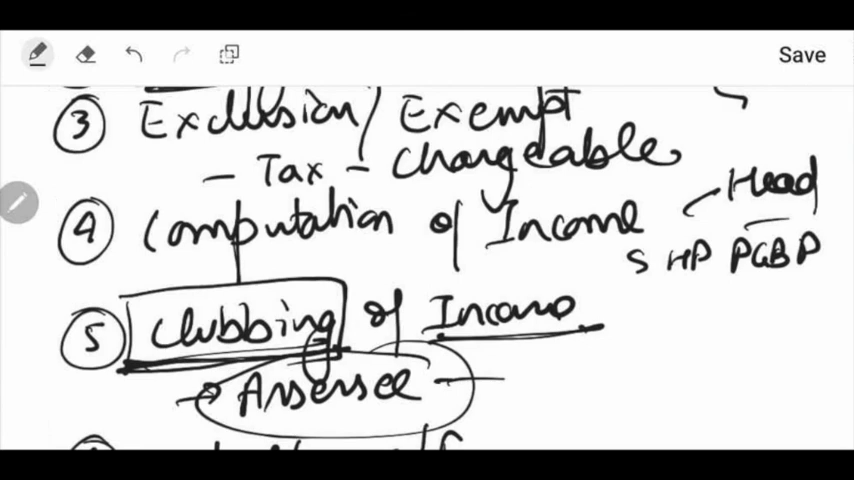 Save
③ Exclusion / Exempt
- Tax - Chargeable
Head
④ Computation of Income
S HP PGBP
⑤ Clubbing of Income
→ Assessee -